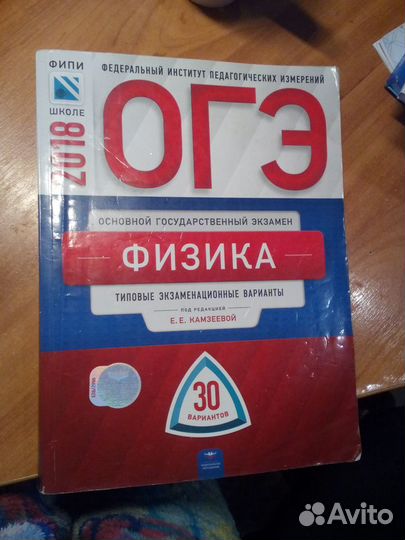 ФИПИ
ШКОЛЕ
2018
ФЕДЕРАЛЬНЫЙ ИНСТИТУТ ПЕДАГОГИЧЕСКИХ ИЗМЕРЕНИЙ
ОГЭ
ОСНОВНОЙ ГОСУДАРСТВЕННЫЙ ЭКЗАМЕН
ФИЗИКА
ТИПОВЫЕ ЭКЗАМЕНАЦИОННЫЕ ВАРИАНТЫ
ПОД РЕДАКЦИЕЙ
Е. Е. КАМЗЕЕВОЙ
30
ВАРИАНТОВ
Avito